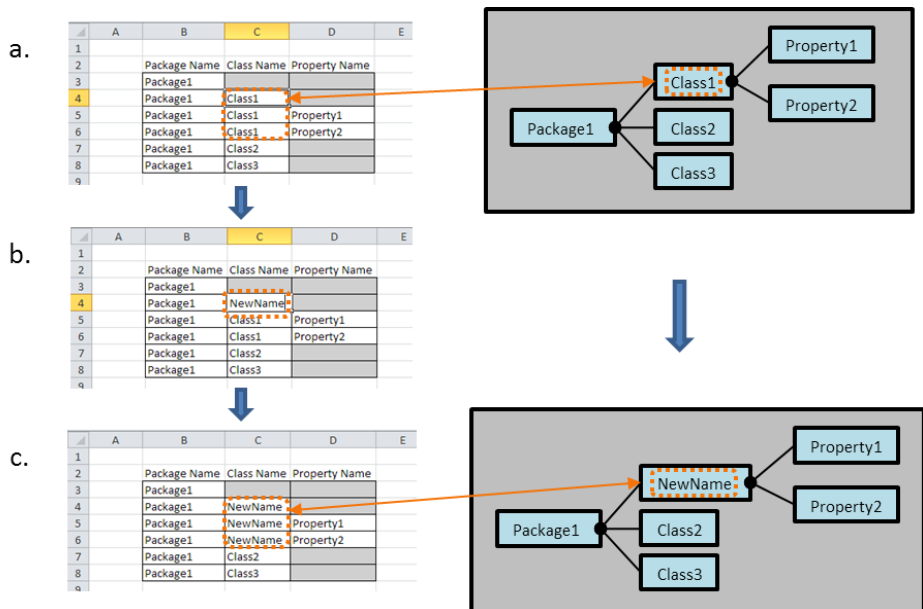 a.
A B C D E
1
2 Package Name Class Name Property Name
3 Package1
4 Package1 Class1
5 Package1 Class1 Property1
6 Package1 Class1 Property2
7 Package1 Class2
8 Package1 Class3
9
Property1
Class1
Property2
Package1
Class2
Class3
b.
A B C D E
1
2 Package Name Class Name Property Name
3 Package1
4 Package1 NewName
5 Package1 Class1 Property1
6 Package1 Class1 Property2
7 Package1 Class2
8 Package1 Class3
9
c.
A B C D E
1
2 Package Name Class Name Property Name
3 Package1
4 Package1 NewName
5 Package1 NewName Property1
6 Package1 NewName Property2
7 Package1 Class2
8 Package1 Class3
9
Property1
NewName
Property2
Package1
Class2
Class3